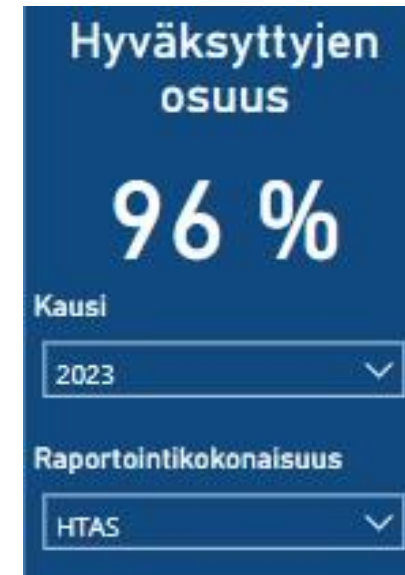 Hyväksyttyjen
osuus
96 %
Kausi
2023
Raportointikokonaisuus
HTAS